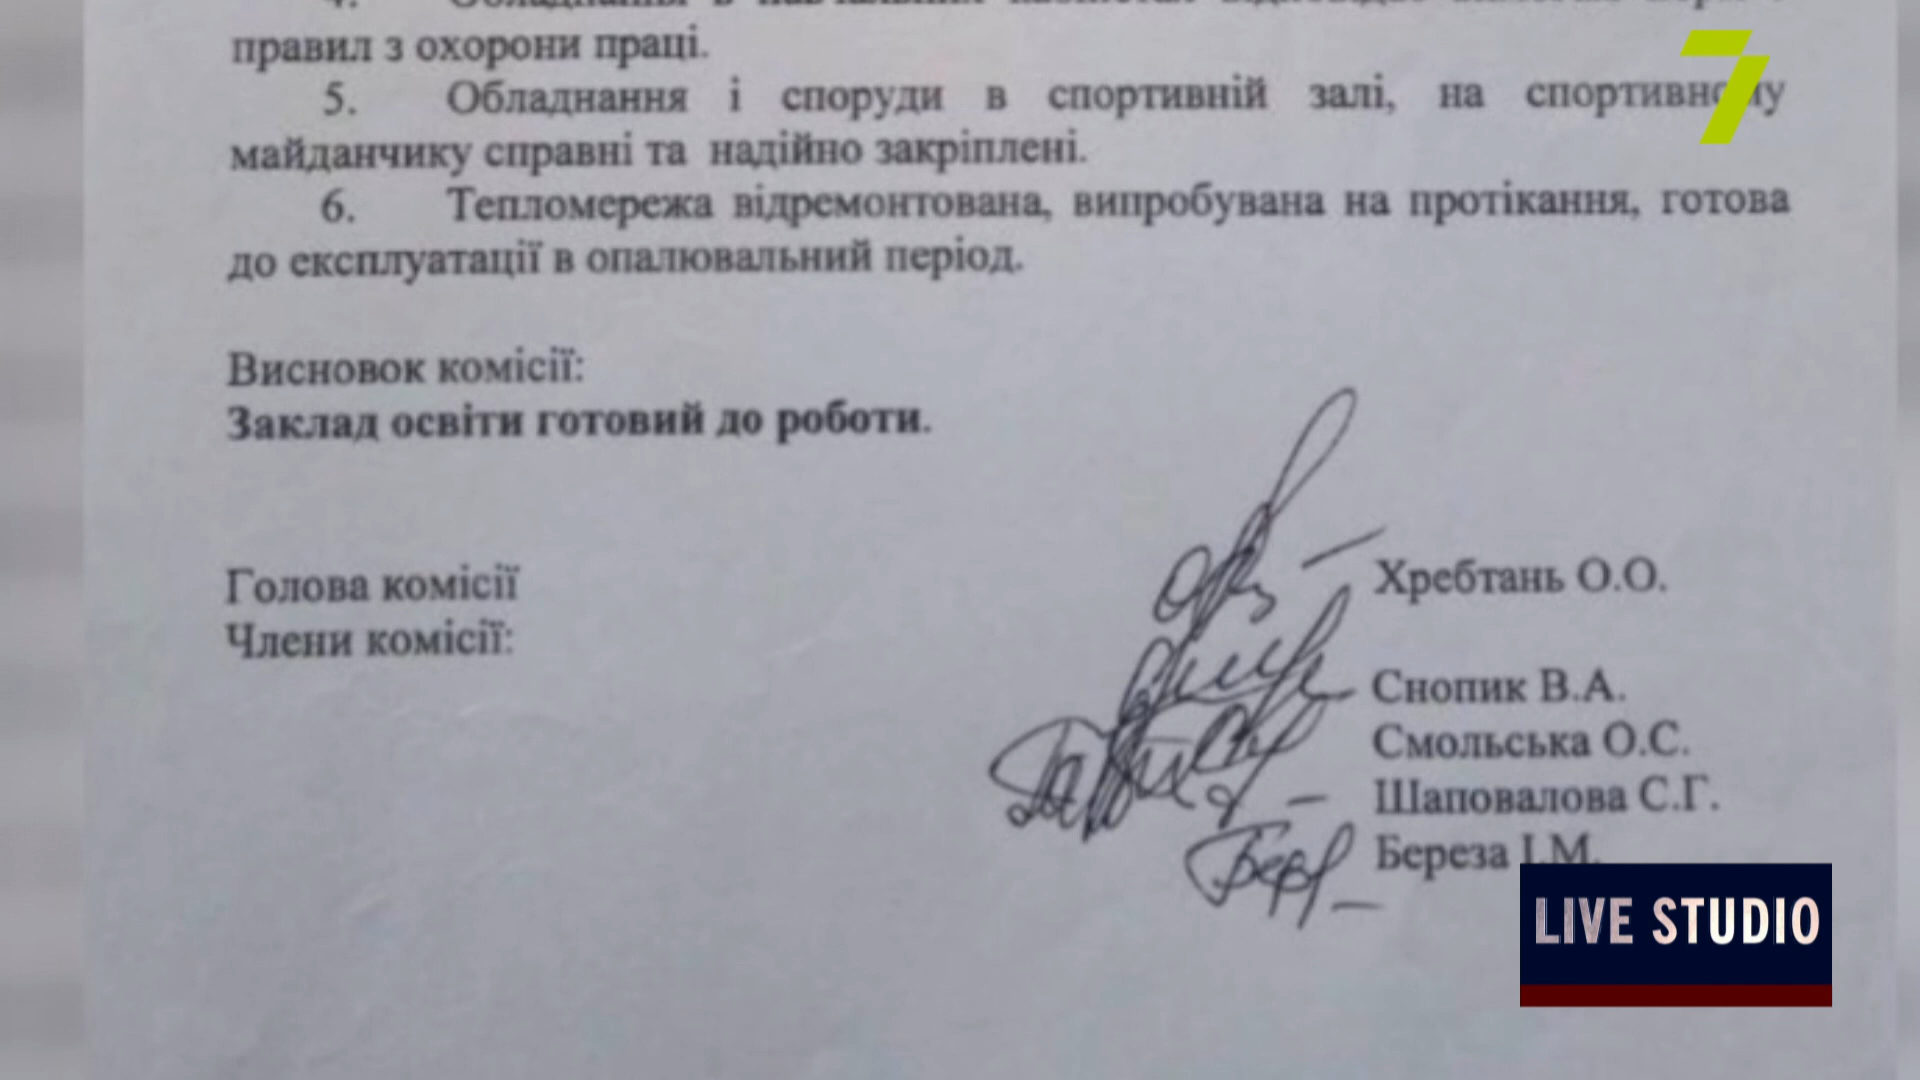 правил з охорони праці.
5. Обладнання і споруди в спортивній залі, на спортивному
майданчику справні та надійно закріплені.
6. Тепломережа відремонтована, випробувана на протікання, готова
до експлуатації в опалювальний період.
Висновок комісії:
Заклад освіти готовий до роботи.
Голова комісії
Хребтань О.О.
Члени комісії:
Снопик В.А.
Смольська О.С.
Шаповалова С.Г.
Береза І.М.
7
LIVE STUDIO